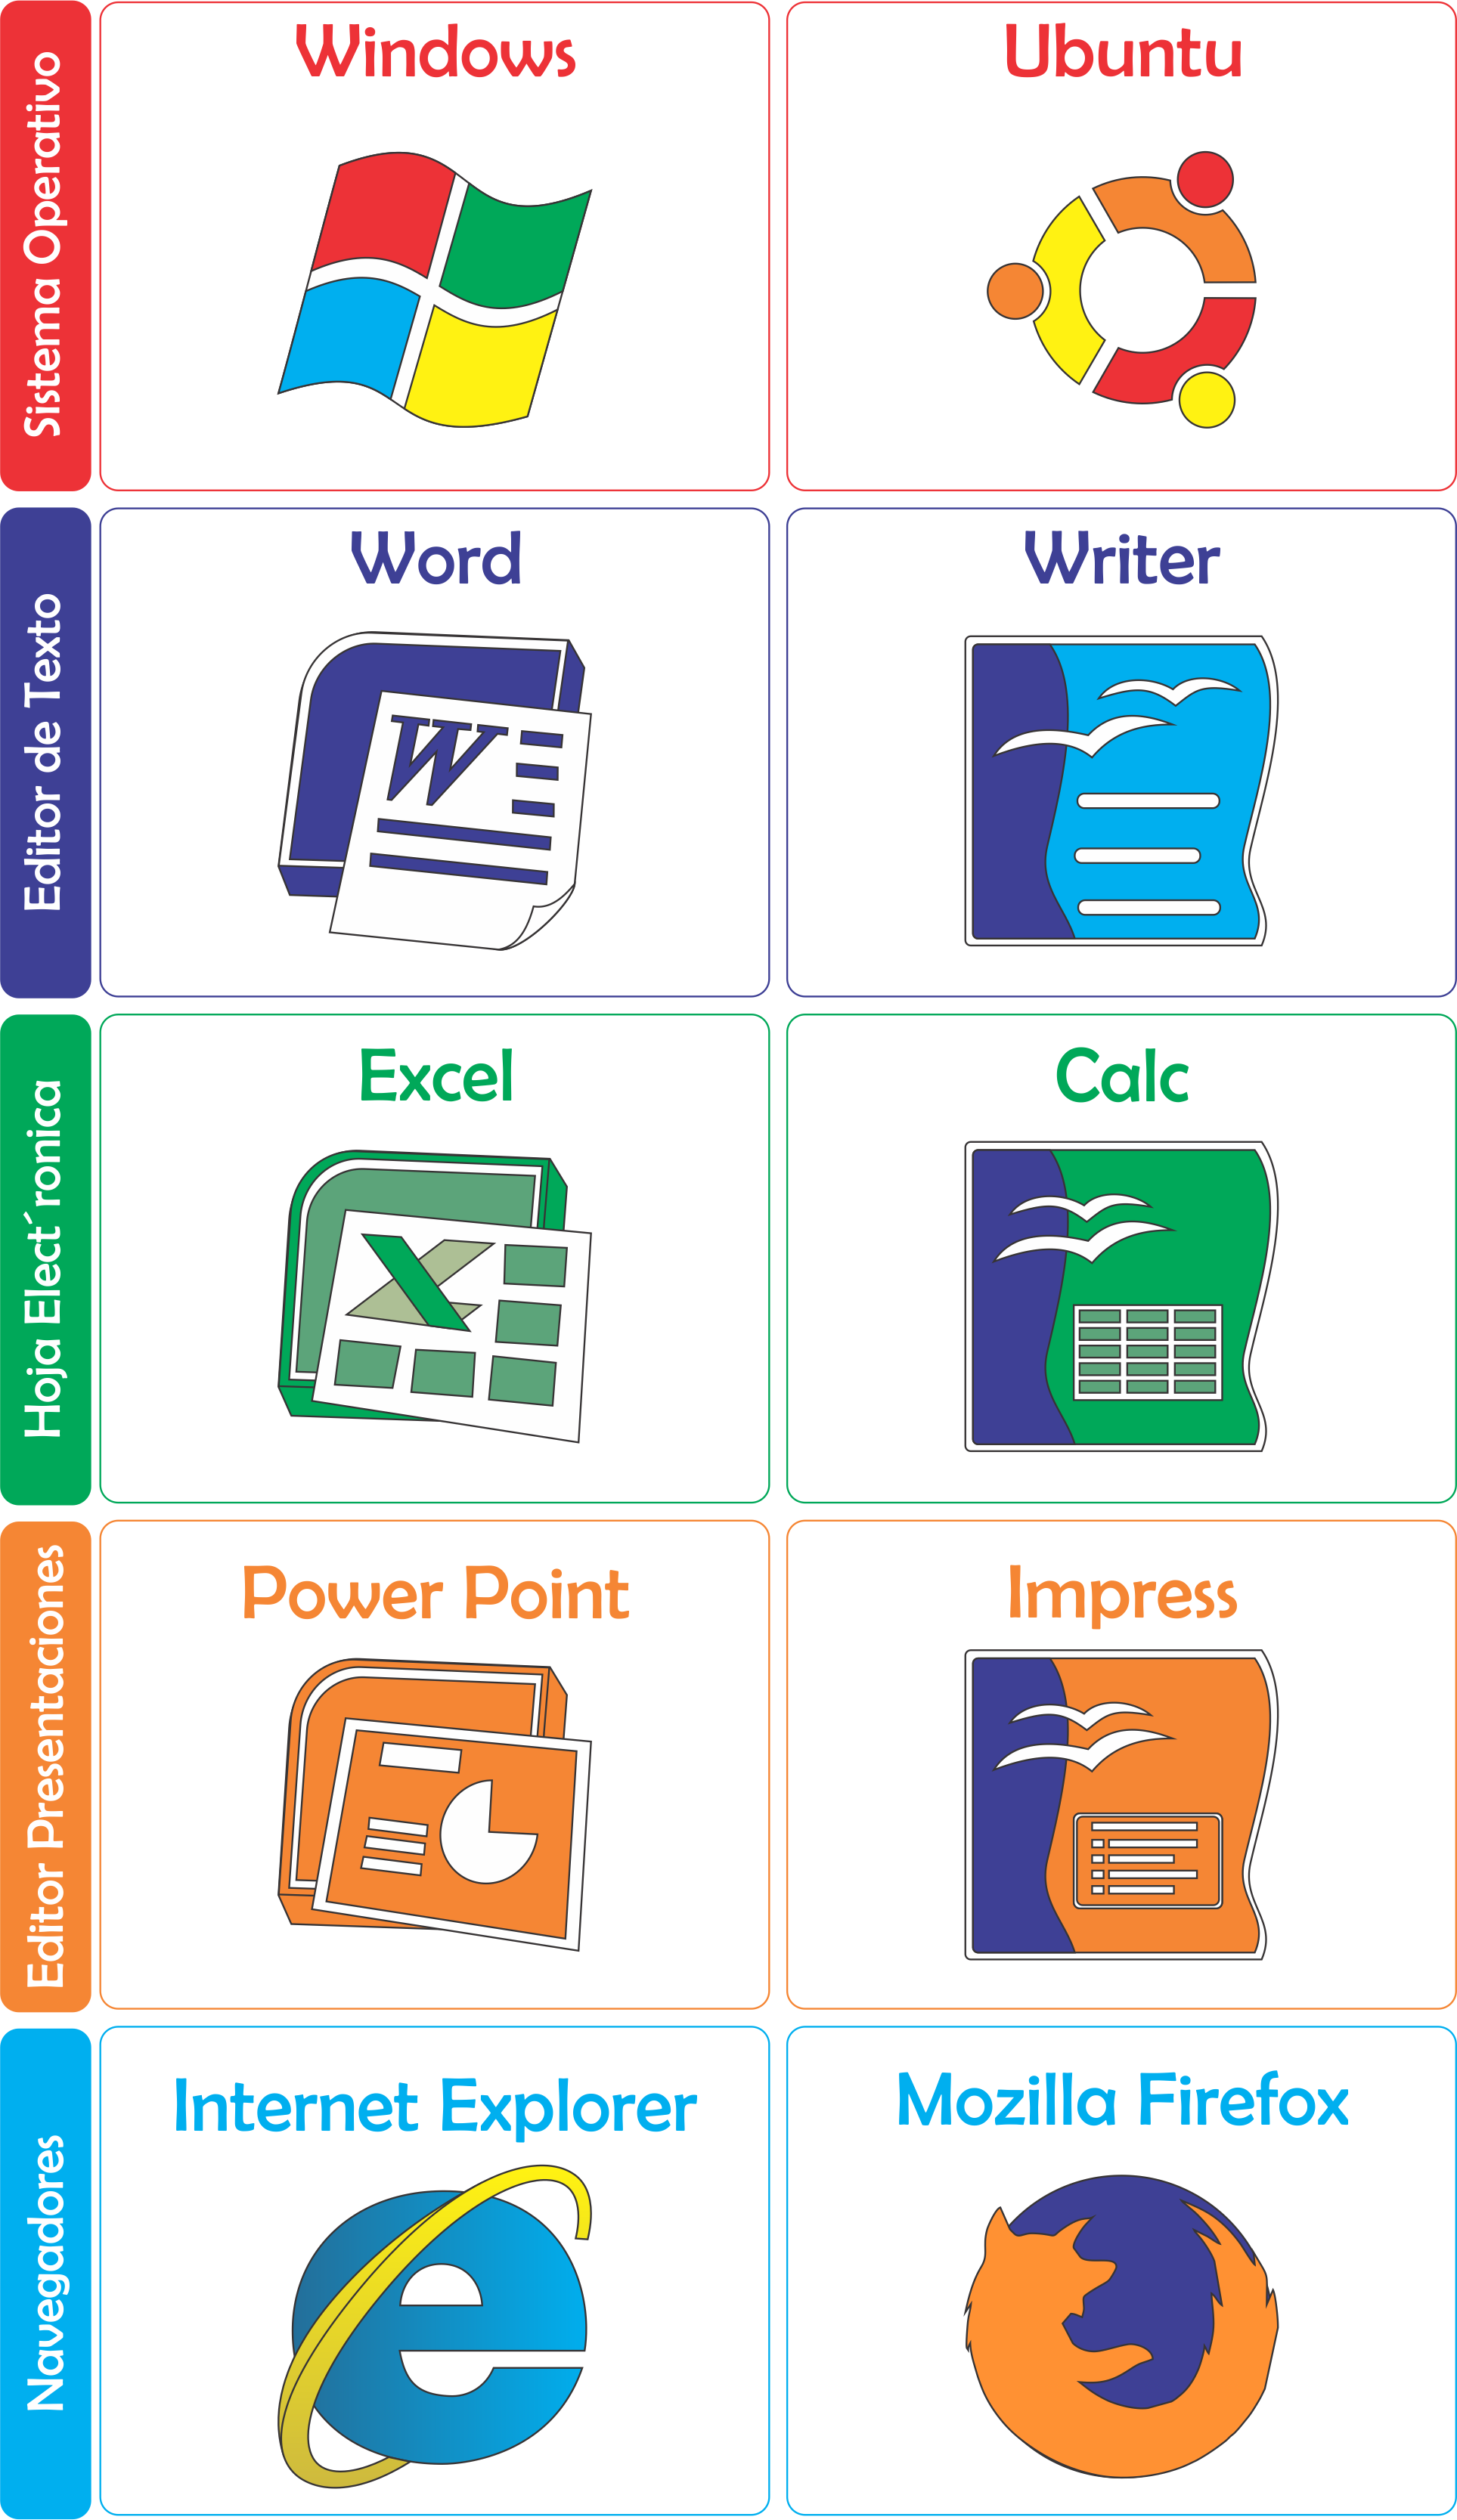 Sistema Operativo
Windows
Ubuntu
Editor de Texto
Word
Writer
W
Hoja Elect´ronica
Excel
Calc
Editor Presentaciones
Power Point
Impress
Navegadores
Internet Explorer
Mozilla Firefox